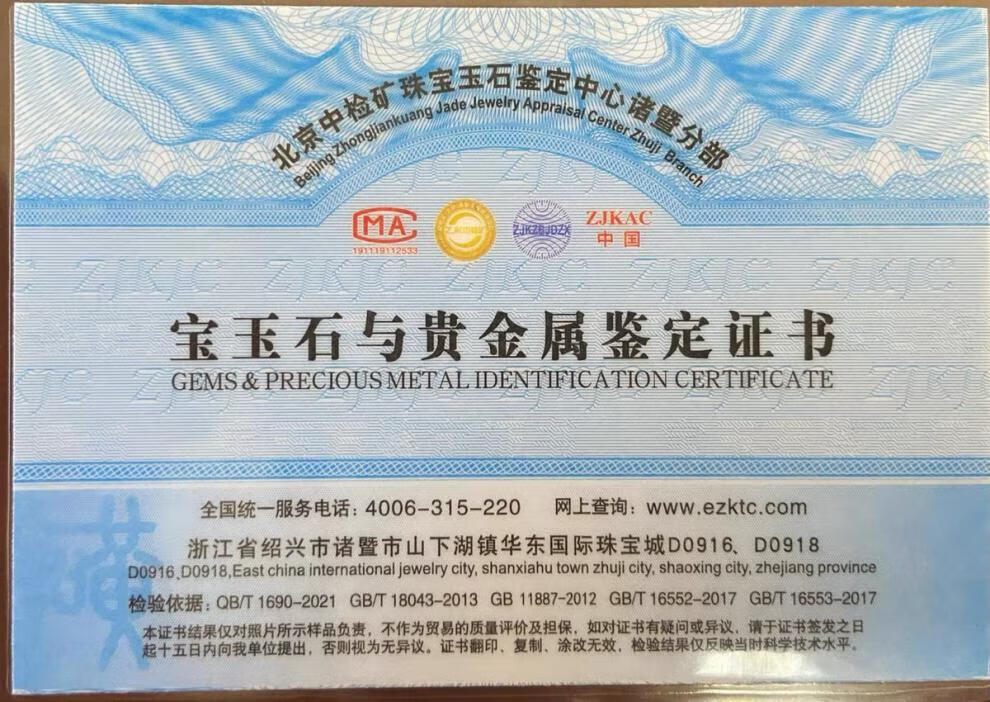 北京中检矿珠宝玉石鉴定中心诸暨分部
Beijing Zhongjiankuang Jade Jewelry Appraisal Center Zhuji Branch
MA
191119112533
ZJKZBJDZX
ZJKAC
中国
宝玉石与贵金属鉴定证书
GEMS & PRECIOUS METAL IDENTIFICATION CERTIFICATE
全国统一服务电话：4006-315-220 网上查询：www.ezktc.com
浙江省绍兴市诸暨市山下湖镇华东国际珠宝城D0916、D0918
D0916、D0918,East china international jewelry city, shanxiahu town zhuji city, shaoxing city, zhejiang province
检验依据：QB/T 1690-2021 GB/T 18043-2013 GB 11887-2012 GB/T 16552-2017 GB/T 16553-2017
本证书结果仅对照片所示样品负责，不作为贸易的质量评价及担保，如对证书有疑问或异议，请于证书签发之日
起十五日内向我单位提出，否则视为无异议。证书翻印、复制、涂改无效，检验结果仅反映当时科学技术水平。